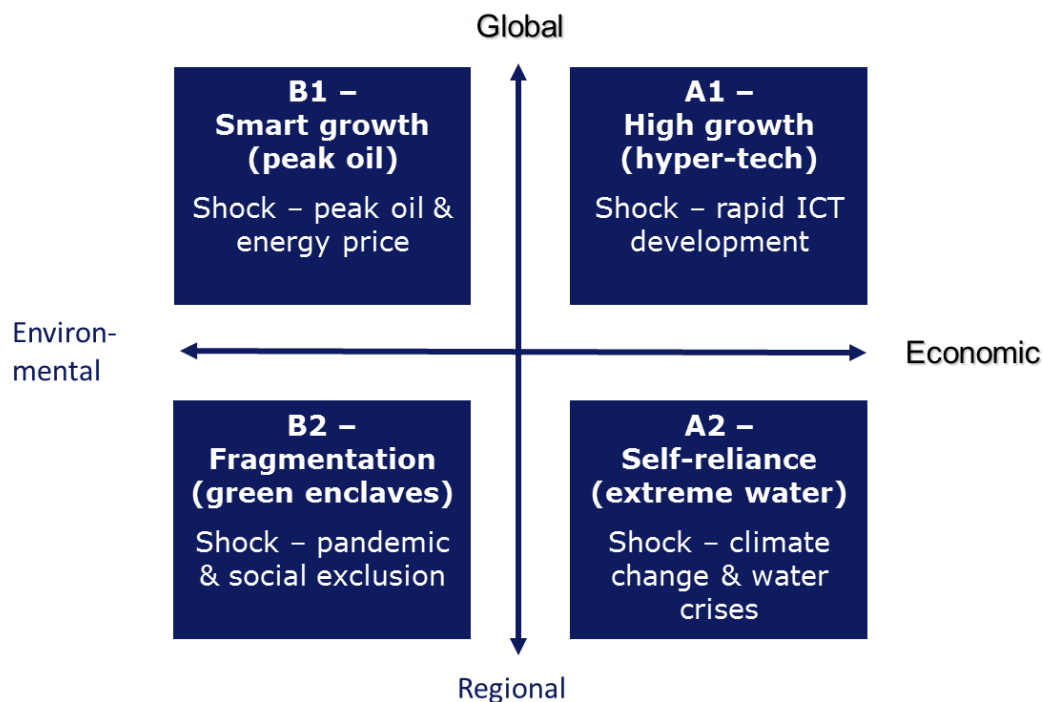 Global
B1 –
Smart growth
(peak oil)
Shock – peak oil &
energy price
A1 –
High growth
(hyper-tech)
Shock – rapid ICT
development
Environ-
mental
Economic
B2 –
Fragmentation
(green enclaves)
Shock – pandemic
& social exclusion
A2 –
Self-reliance
(extreme water)
Shock – climate
change & water
crises
Regional